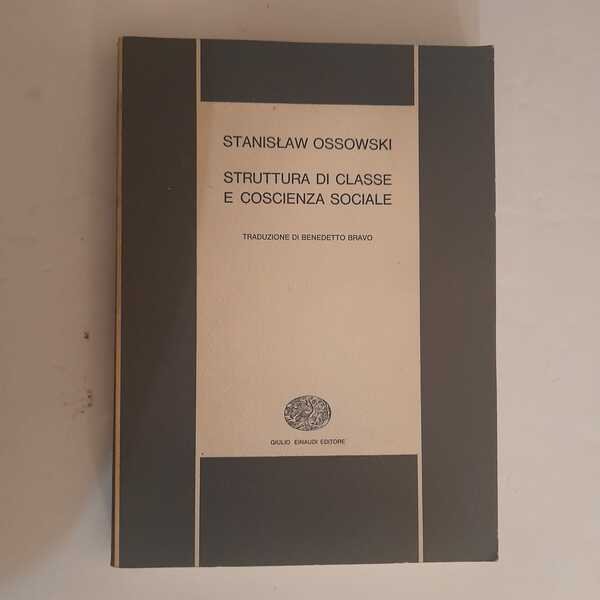 STANISŁAW OSSOWSKI
STRUTTURA DI CLASSE
E COSCIENZA SOCIALE
TRADUZIONE DI BENEDETTO BRAVO
GIULIO EINAUDI EDITORE